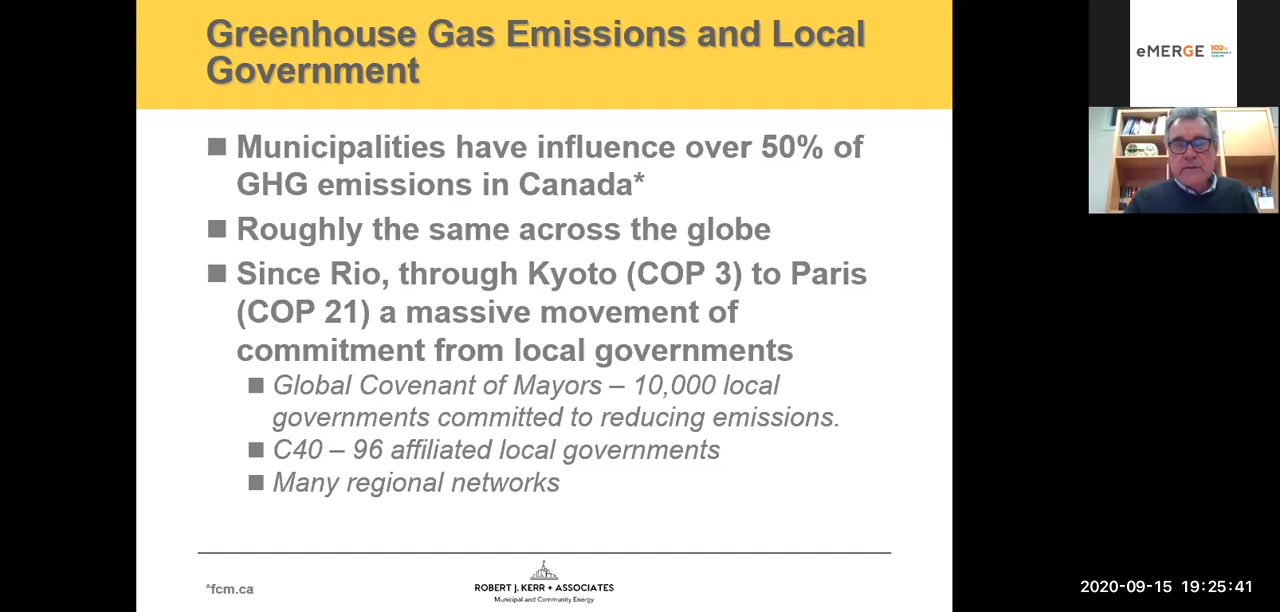 Greenhouse Gas Emissions and Local
Government
Municipalities have influence over 50% of
GHG emissions in Canada*
Roughly the same across the globe
Since Rio, through Kyoto (COP 3) to Paris
(COP 21) a massive movement of
commitment from local governments
Global Covenant of Mayors – 10,000 local
governments committed to reducing emissions.
C40 – 96 affiliated local governments
Many regional networks
*fcm.ca
ROBERT J. KERR + ASSOCIATES
Municipal and Community Energy
eMERGE
100%
2020-09-15 19:25:41